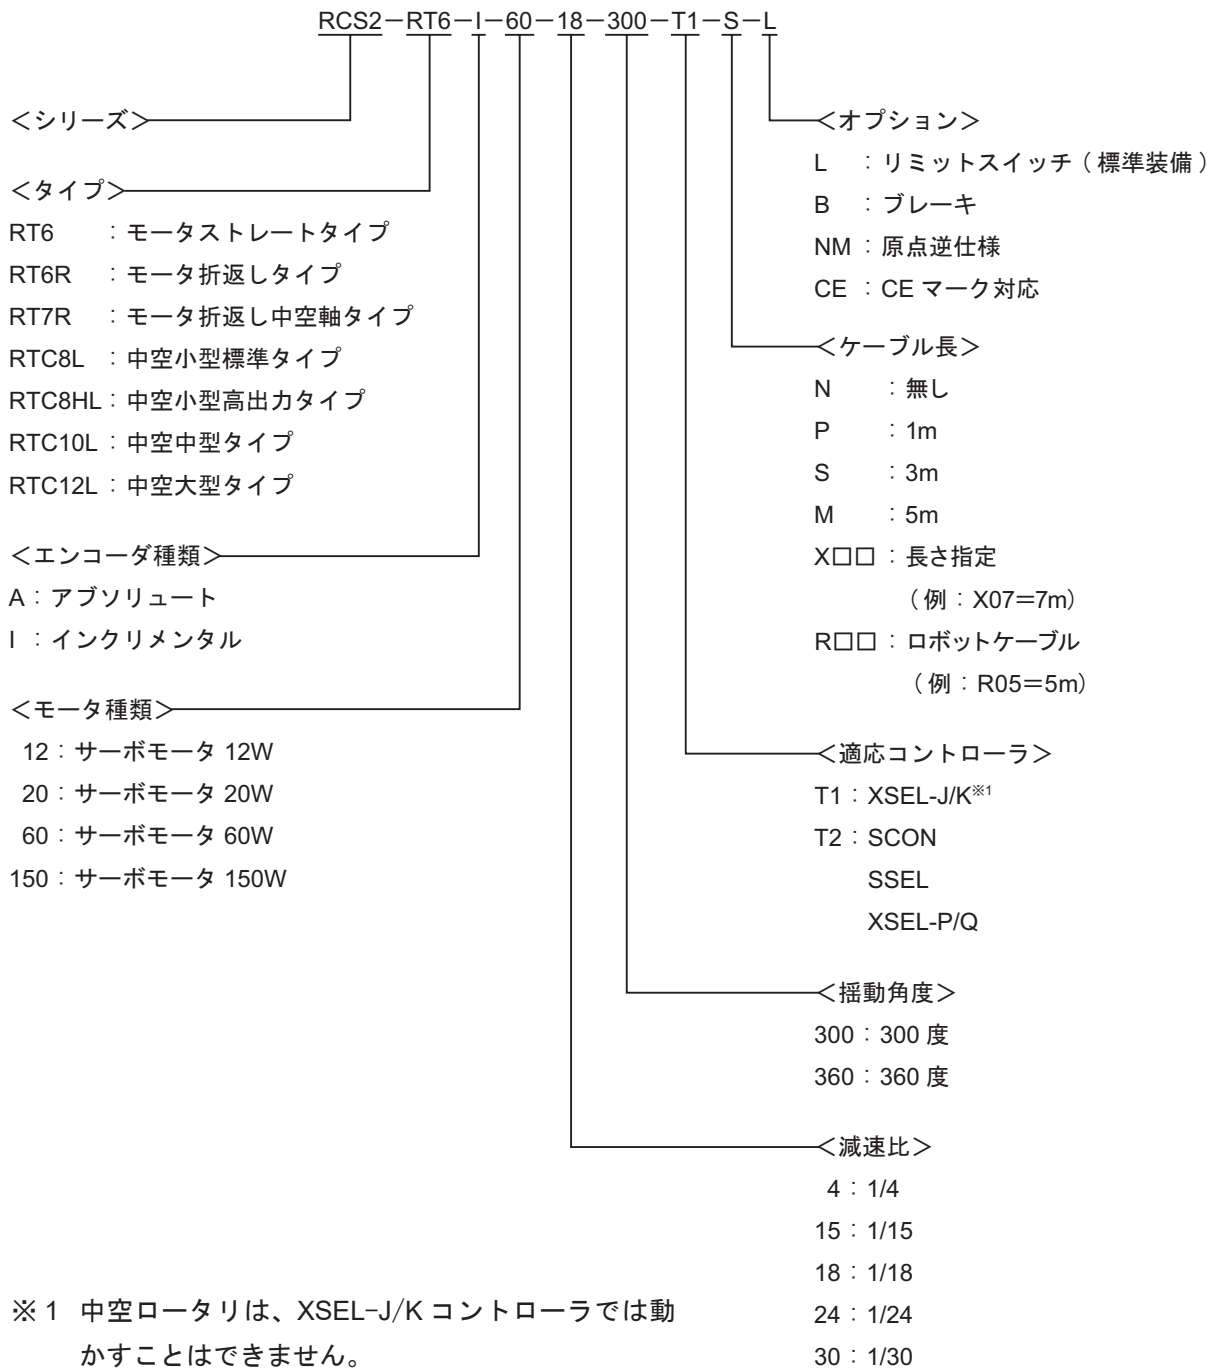 RCS2－RT6－I－60－18－300－T1－S－L
＜シリーズ＞
＜タイプ＞
RT6：モータストレートタイプ
RT6R：モータ折返しタイプ
RT7R：モータ折返し中空軸タイプ
RTC8L：中空小型標準タイプ
RTC8HL：中空小型高出力タイプ
RTC10L：中空中型タイプ
RTC12L：中空大型タイプ
＜エンコーダ種類＞
A：アブソリュート
I：インクリメンタル
＜モータ種類＞
12：サーボモータ 12W
20：サーボモータ 20W
60：サーボモータ 60W
150：サーボモータ 150W
＜オプション＞
L：リミットスイッチ（標準装備）
B：ブレーキ
NM：原点逆仕様
CE：CE マーク対応
＜ケーブル長＞
N：無し
P：1m
S：3m
M：5m
X□□：長さ指定
（例：X07＝7m）
R□□：ロボットケーブル
（例：R05＝5m）
＜適応コントローラ＞
T1：XSEL-J/K※1
T2：SCON
SSEL
XSEL-P/Q
＜揺動角度＞
300：300 度
360：360 度
＜減速比＞
4：1/4
15：1/15
18：1/18
24：1/24
30：1/30
※1 中空ロータリは、XSEL-J/K コントローラでは動
かすことはできません。